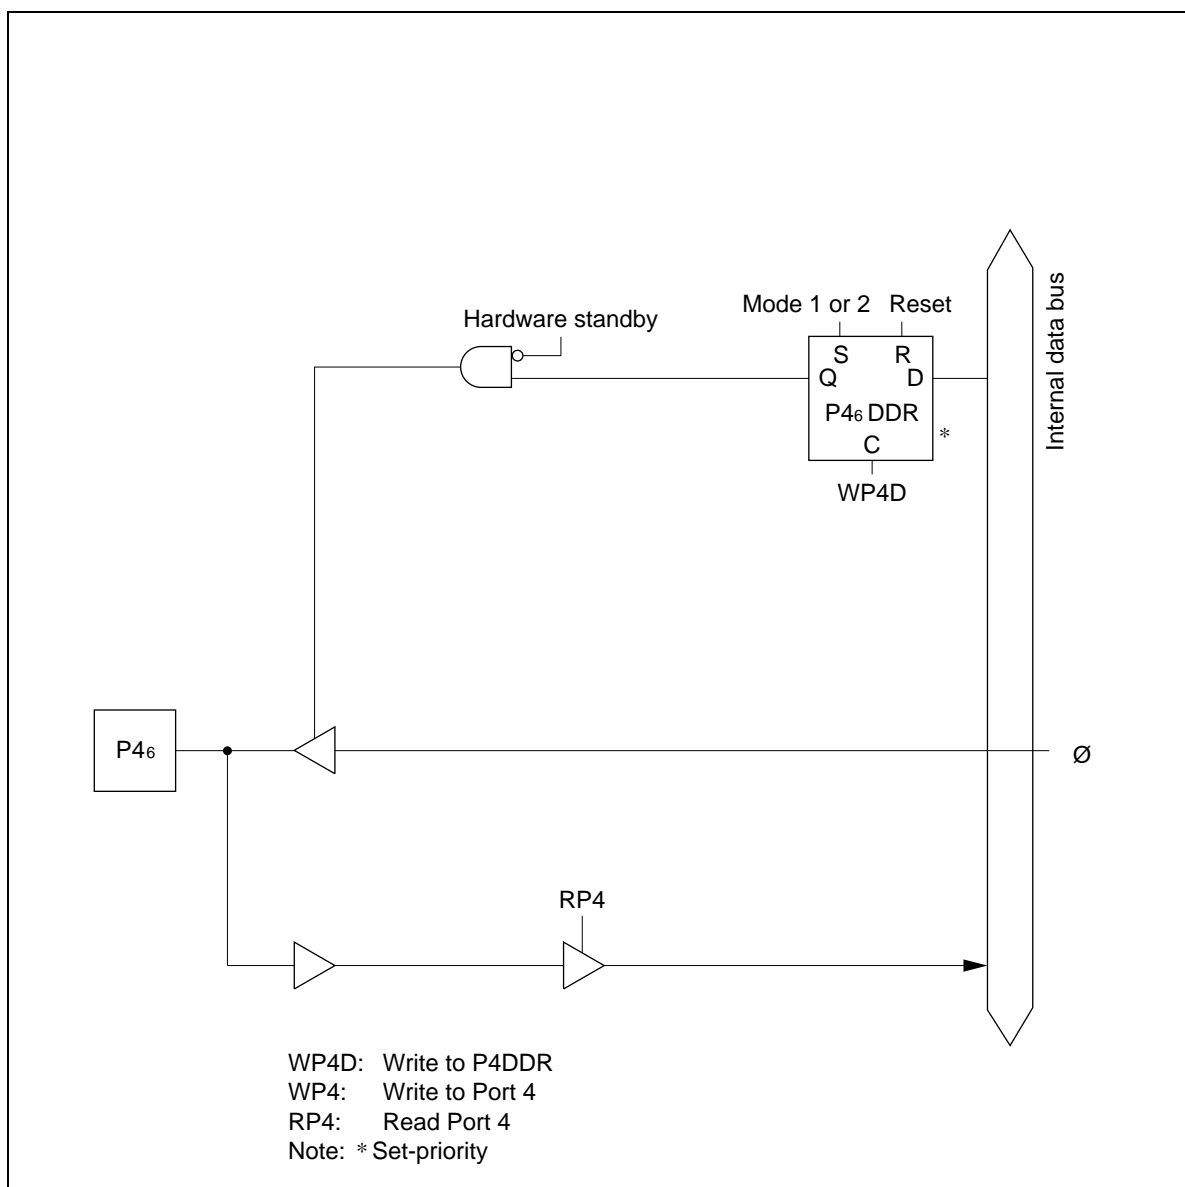 Hardware standby
Mode 1 or 2 Reset
S R
Q D
P4₆ DDR
C
*
WP4D
Internal data bus
P4₆
Ø
RP4
WP4D: Write to P4DDR
WP4: Write to Port 4
RP4: Read Port 4
Note: * Set-priority